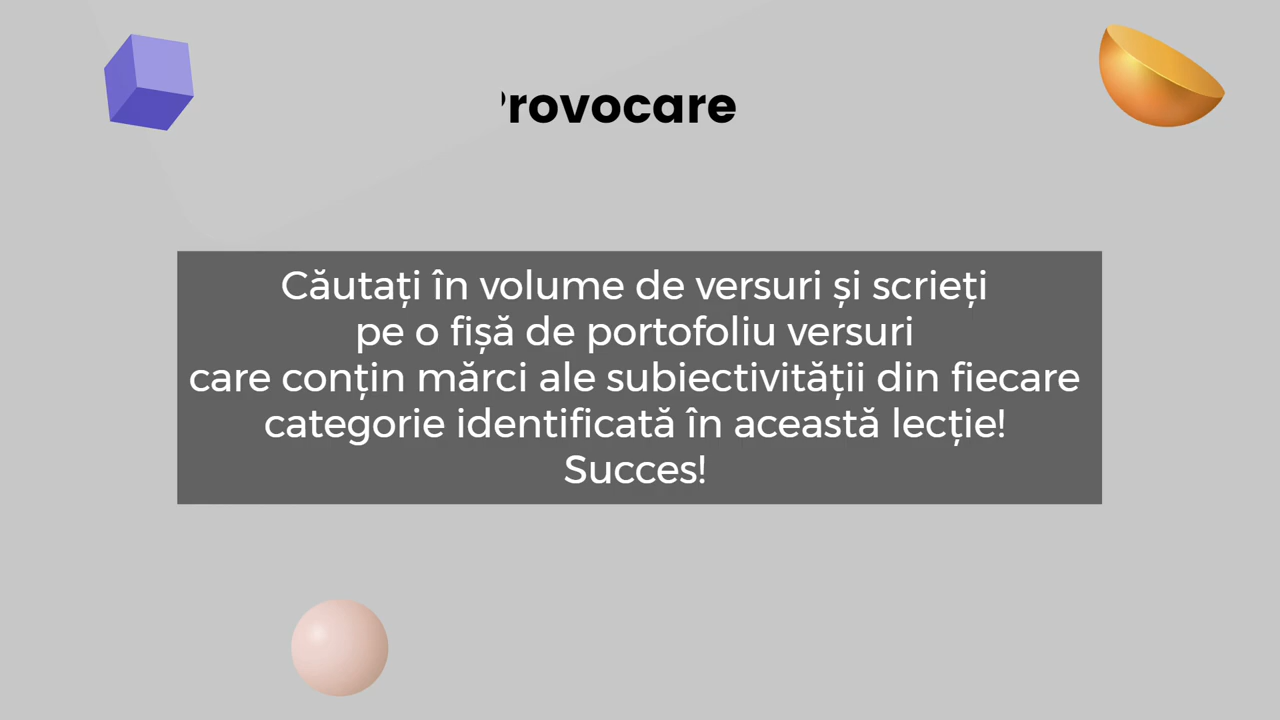 Provocare
Căutați în volume de versuri și scrieți
pe o fișă de portofoliu versuri
care conțin mărci ale subiectivității din fiecare
categorie identificată în această lecție!
Succes!